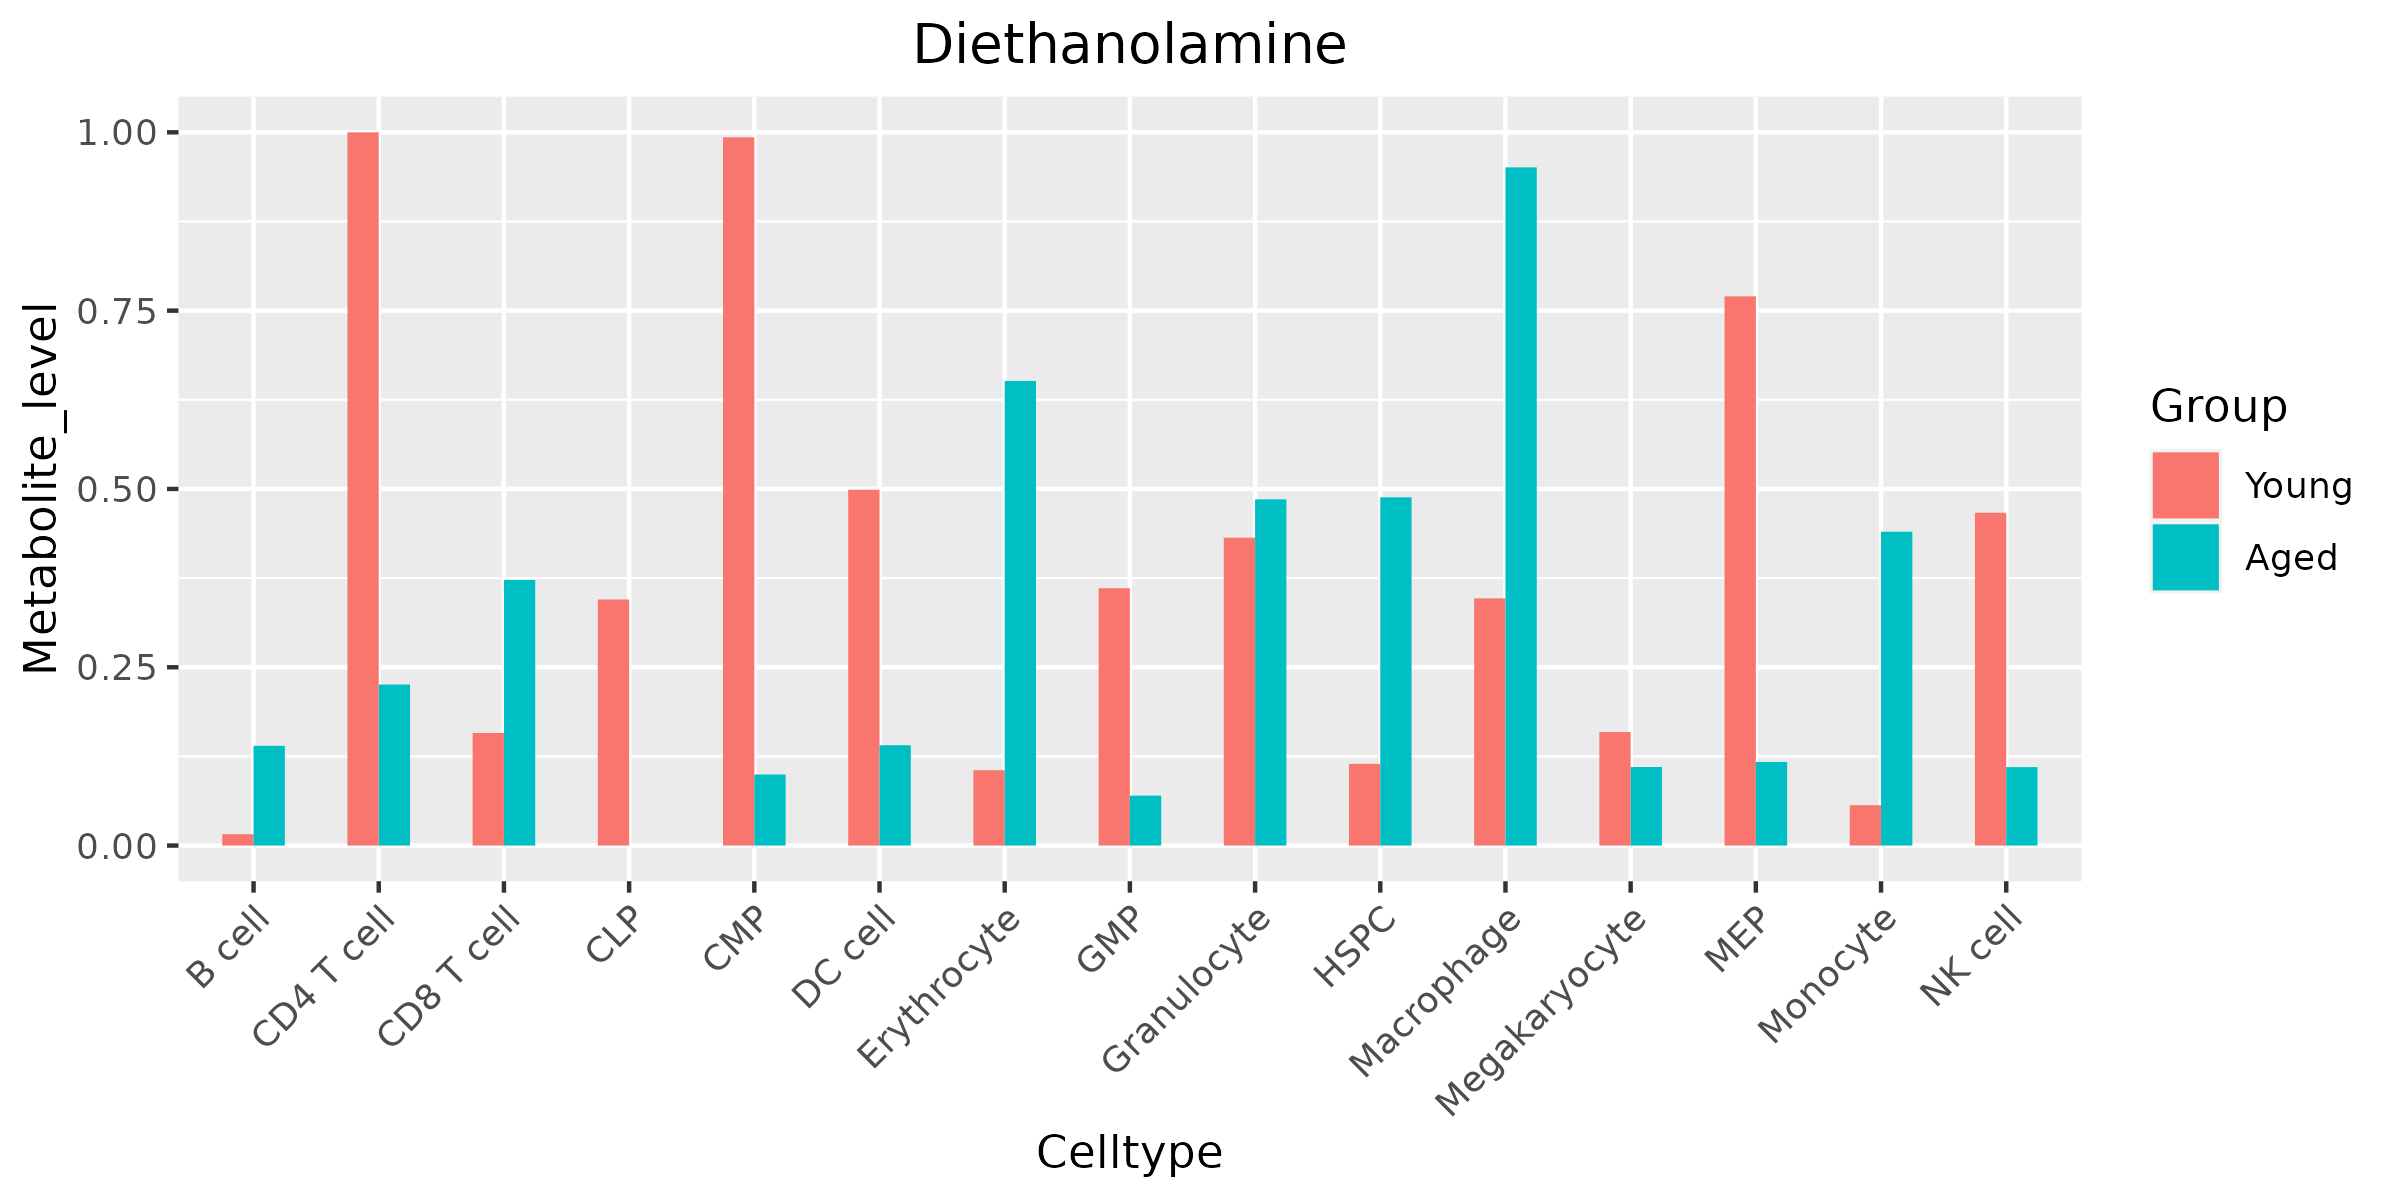 Diethanolamine
Metabolite_level
1.00
0.75
0.50
0.25
0.00
B cell
CD4 T cell
CD8 T cell
CLP
CMP
DC cell
Erythrocyte
GMP
Granulocyte
HSPC
Macrophage
Megakaryocyte
MEP
Monocyte
NK cell
Celltype
Group
Young
Aged